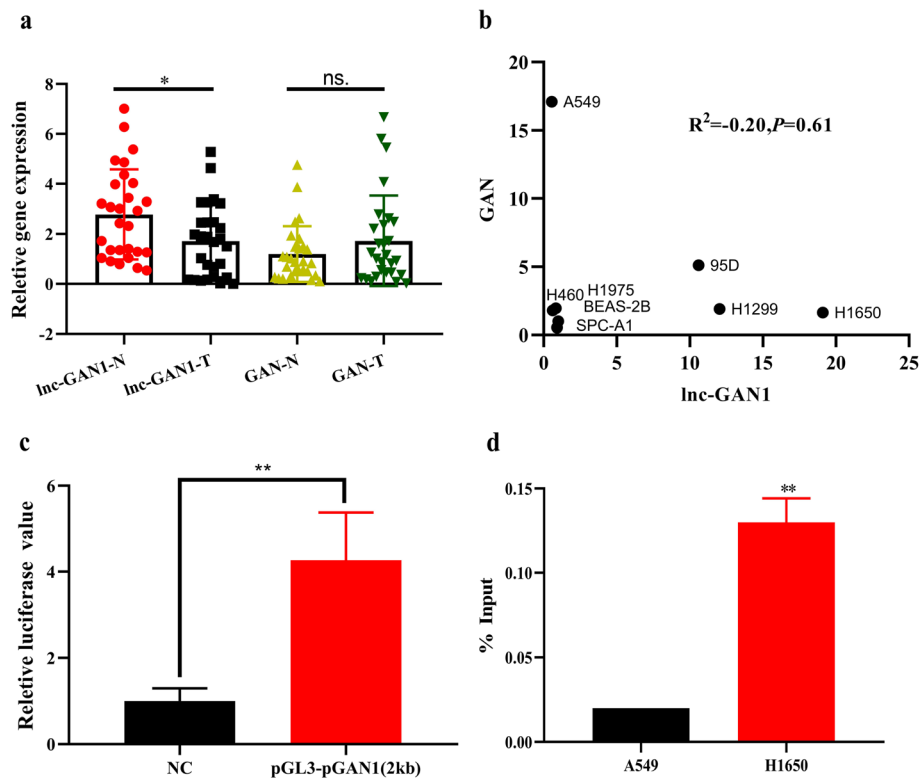 a
Reletive gene expression
8
6
4
2
0
-2
*
ns.
lnc-GAN1-N
lnc-GAN1-T
GAN-N
GAN-T
b
GAN
20
15
10
5
0
A549
R²=-0.20,P=0.61
95D
H1975
H460
BEAS-2B
SPC-A1
H1299
H1650
0
5
10
15
20
25
lnc-GAN1
c
Reletive luciferase value
6
4
2
0
**
NC
pGL3-pGAN1(2kb)
d
% Input
0.15
0.10
0.05
0.00
**
A549
H1650